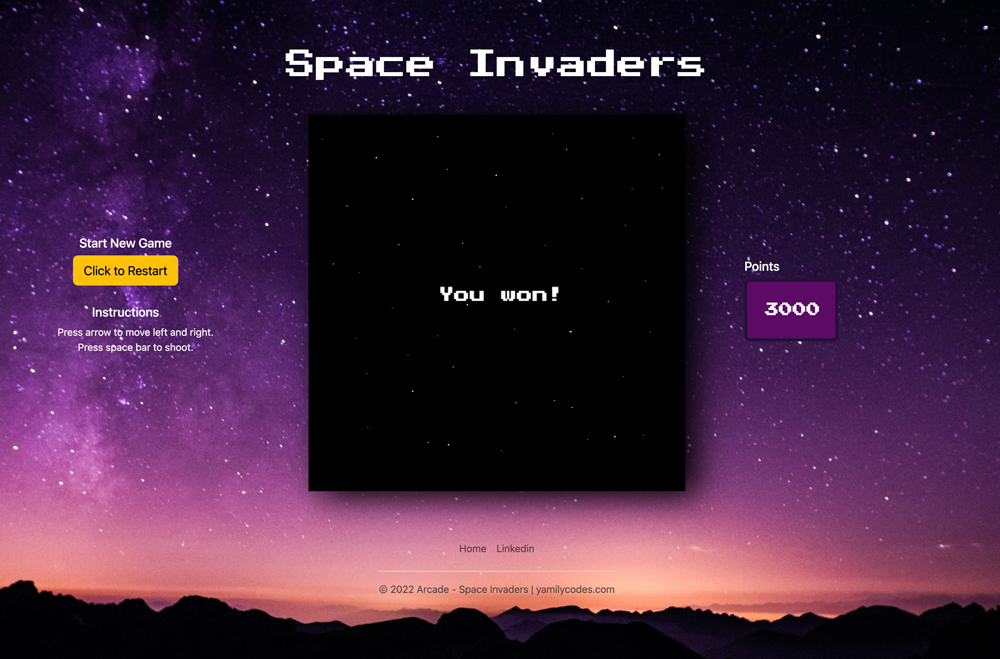 Space Invaders
Start New Game
Click to Restart
Instructions
Press arrow to move left and right.
Press space bar to shoot.
You won!
Points
3000
Home Linkedin
© 2022 Arcade - Space Invaders | yamilycodes.com